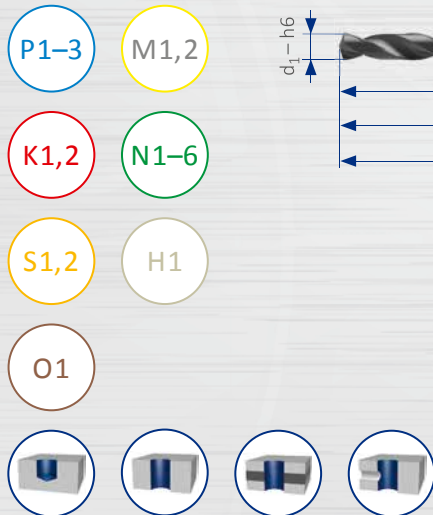 P1–3 M1,2
d1 – h6
K1,2 N1–6
S1,2 H1
O1